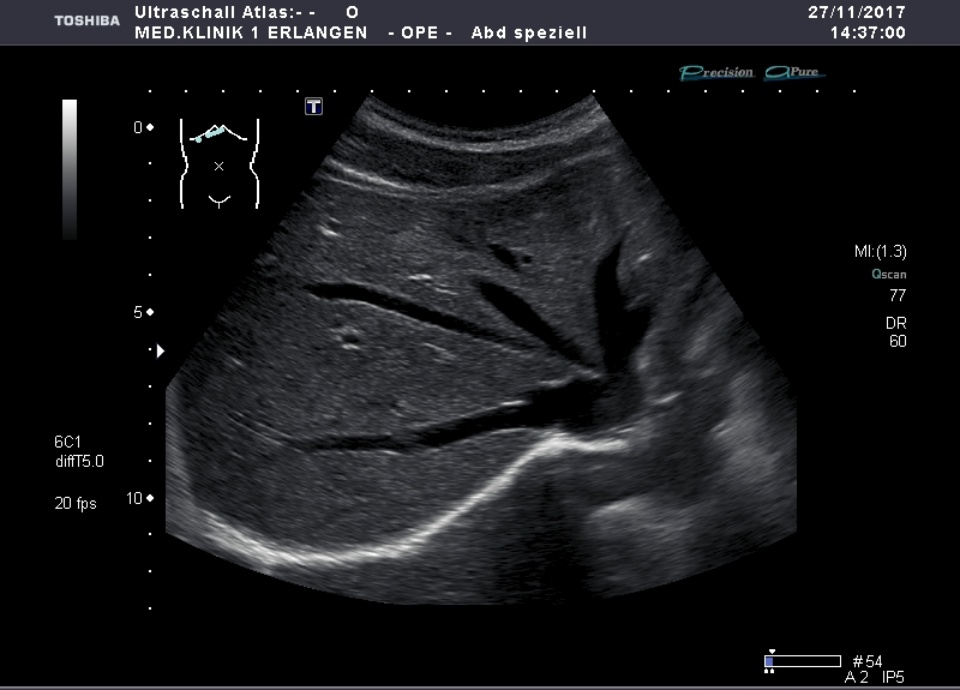 TOSHIBA
Ultraschall Atlas:- - O
27/11/2017
MED.KLINIK 1 ERLANGEN - OPE - Abd speziell
14:37:00
Precision APure
T
0
5
10
MI:(1.3)
Qscan
77
DR
60
6C1
diffT5.0
20 fps
#54
A 2 IP5